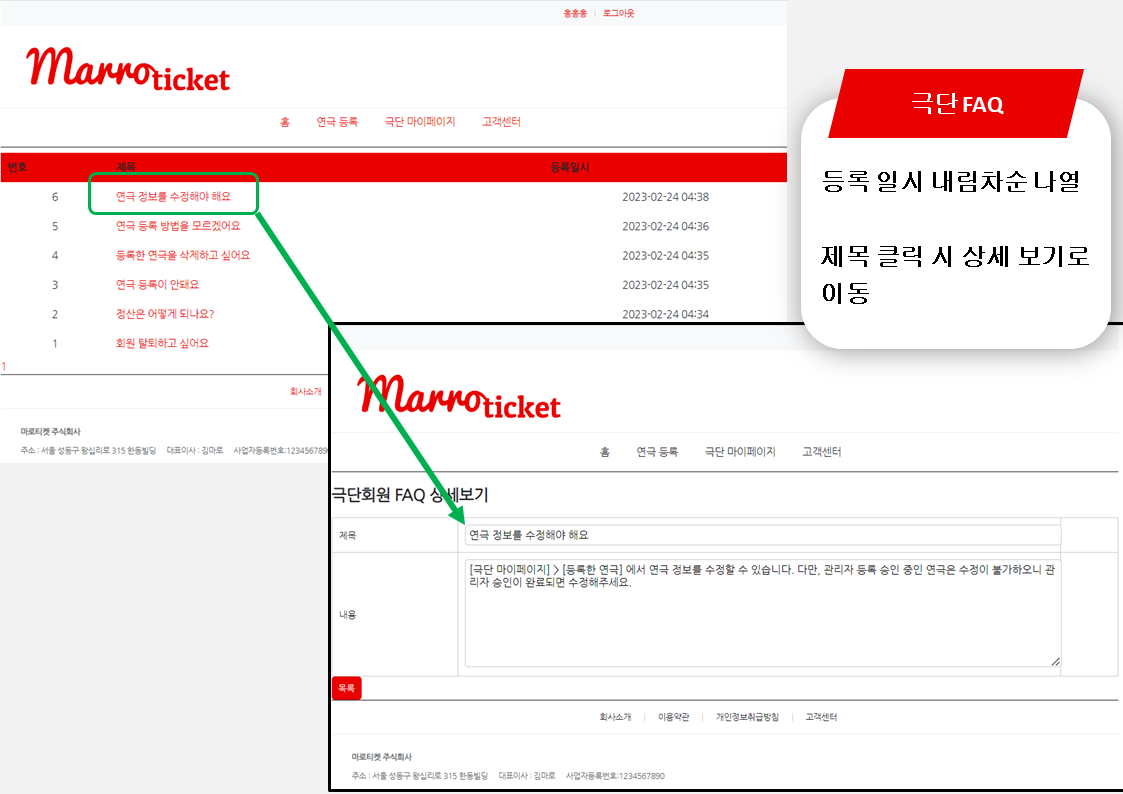 홍홍홍 | 로그아웃
Marro ticket
홈 연극 등록 극단 마이페이지 고객센터
번호 제목 등록일시
6 연극 정보를 수정해야 해요 2023-02-24 04:38
5 연극 등록 방법을 모르겠어요 2023-02-24 04:36
4 등록한 연극을 삭제하고 싶어요 2023-02-24 04:35
3 연극 등록이 안돼요 2023-02-24 04:35
2 정산은 어떻게 되나요? 2023-02-24 04:34
1 회원 탈퇴하고 싶어요
1
회사소개
마로티켓 주식회사
주소 : 서울 성동구 왕십리로 315 한동빌딩 대표이사 : 김마로 사업자등록번호:1234567890
극단 FAQ
등록 일시 내림차순 나열
제목 클릭 시 상세 보기로
이동
Marro ticket
홈 연극 등록 극단 마이페이지 고객센터
극단회원 FAQ 상세보기
제목 연극 정보를 수정해야 해요
내용
[극단 마이페이지] > [등록한 연극] 에서 연극 정보를 수정할 수 있습니다. 다만, 관리자 등록 승인 중인 연극은 수정이 불가하오니 관
리자 승인이 완료되면 수정해주세요.
목록
회사소개 | 이용약관 | 개인정보취급방침 | 고객센터
마로티켓 주식회사
주소 : 서울 성동구 왕십리로 315 한동빌딩 대표이사 : 김마로 사업자등록번호:1234567890